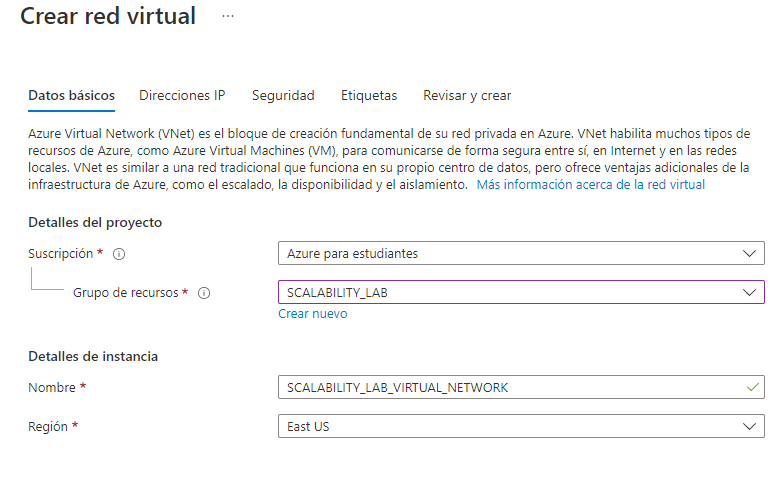 Crear red virtual ...
Datos básicos Direcciones IP Seguridad Etiquetas Revisar y crear
Azure Virtual Network (VNet) es el bloque de creación fundamental de su red privada en Azure. VNet habilita muchos tipos de
recursos de Azure, como Azure Virtual Machines (VM), para comunicarse de forma segura entre sí, en Internet y en las redes
locales. VNet es similar a una red tradicional que funciona en su propio centro de datos, pero ofrece ventajas adicionales de la
infraestructura de Azure, como el escalado, la disponibilidad y el aislamiento. Más información acerca de la red virtual
Detalles del proyecto
Suscripción * Azure para estudiantes
Grupo de recursos * SCALABILITY_LAB
Crear nuevo
Detalles de instancia
Nombre * SCALABILITY_LAB_VIRTUAL_NETWORK
Región * East US